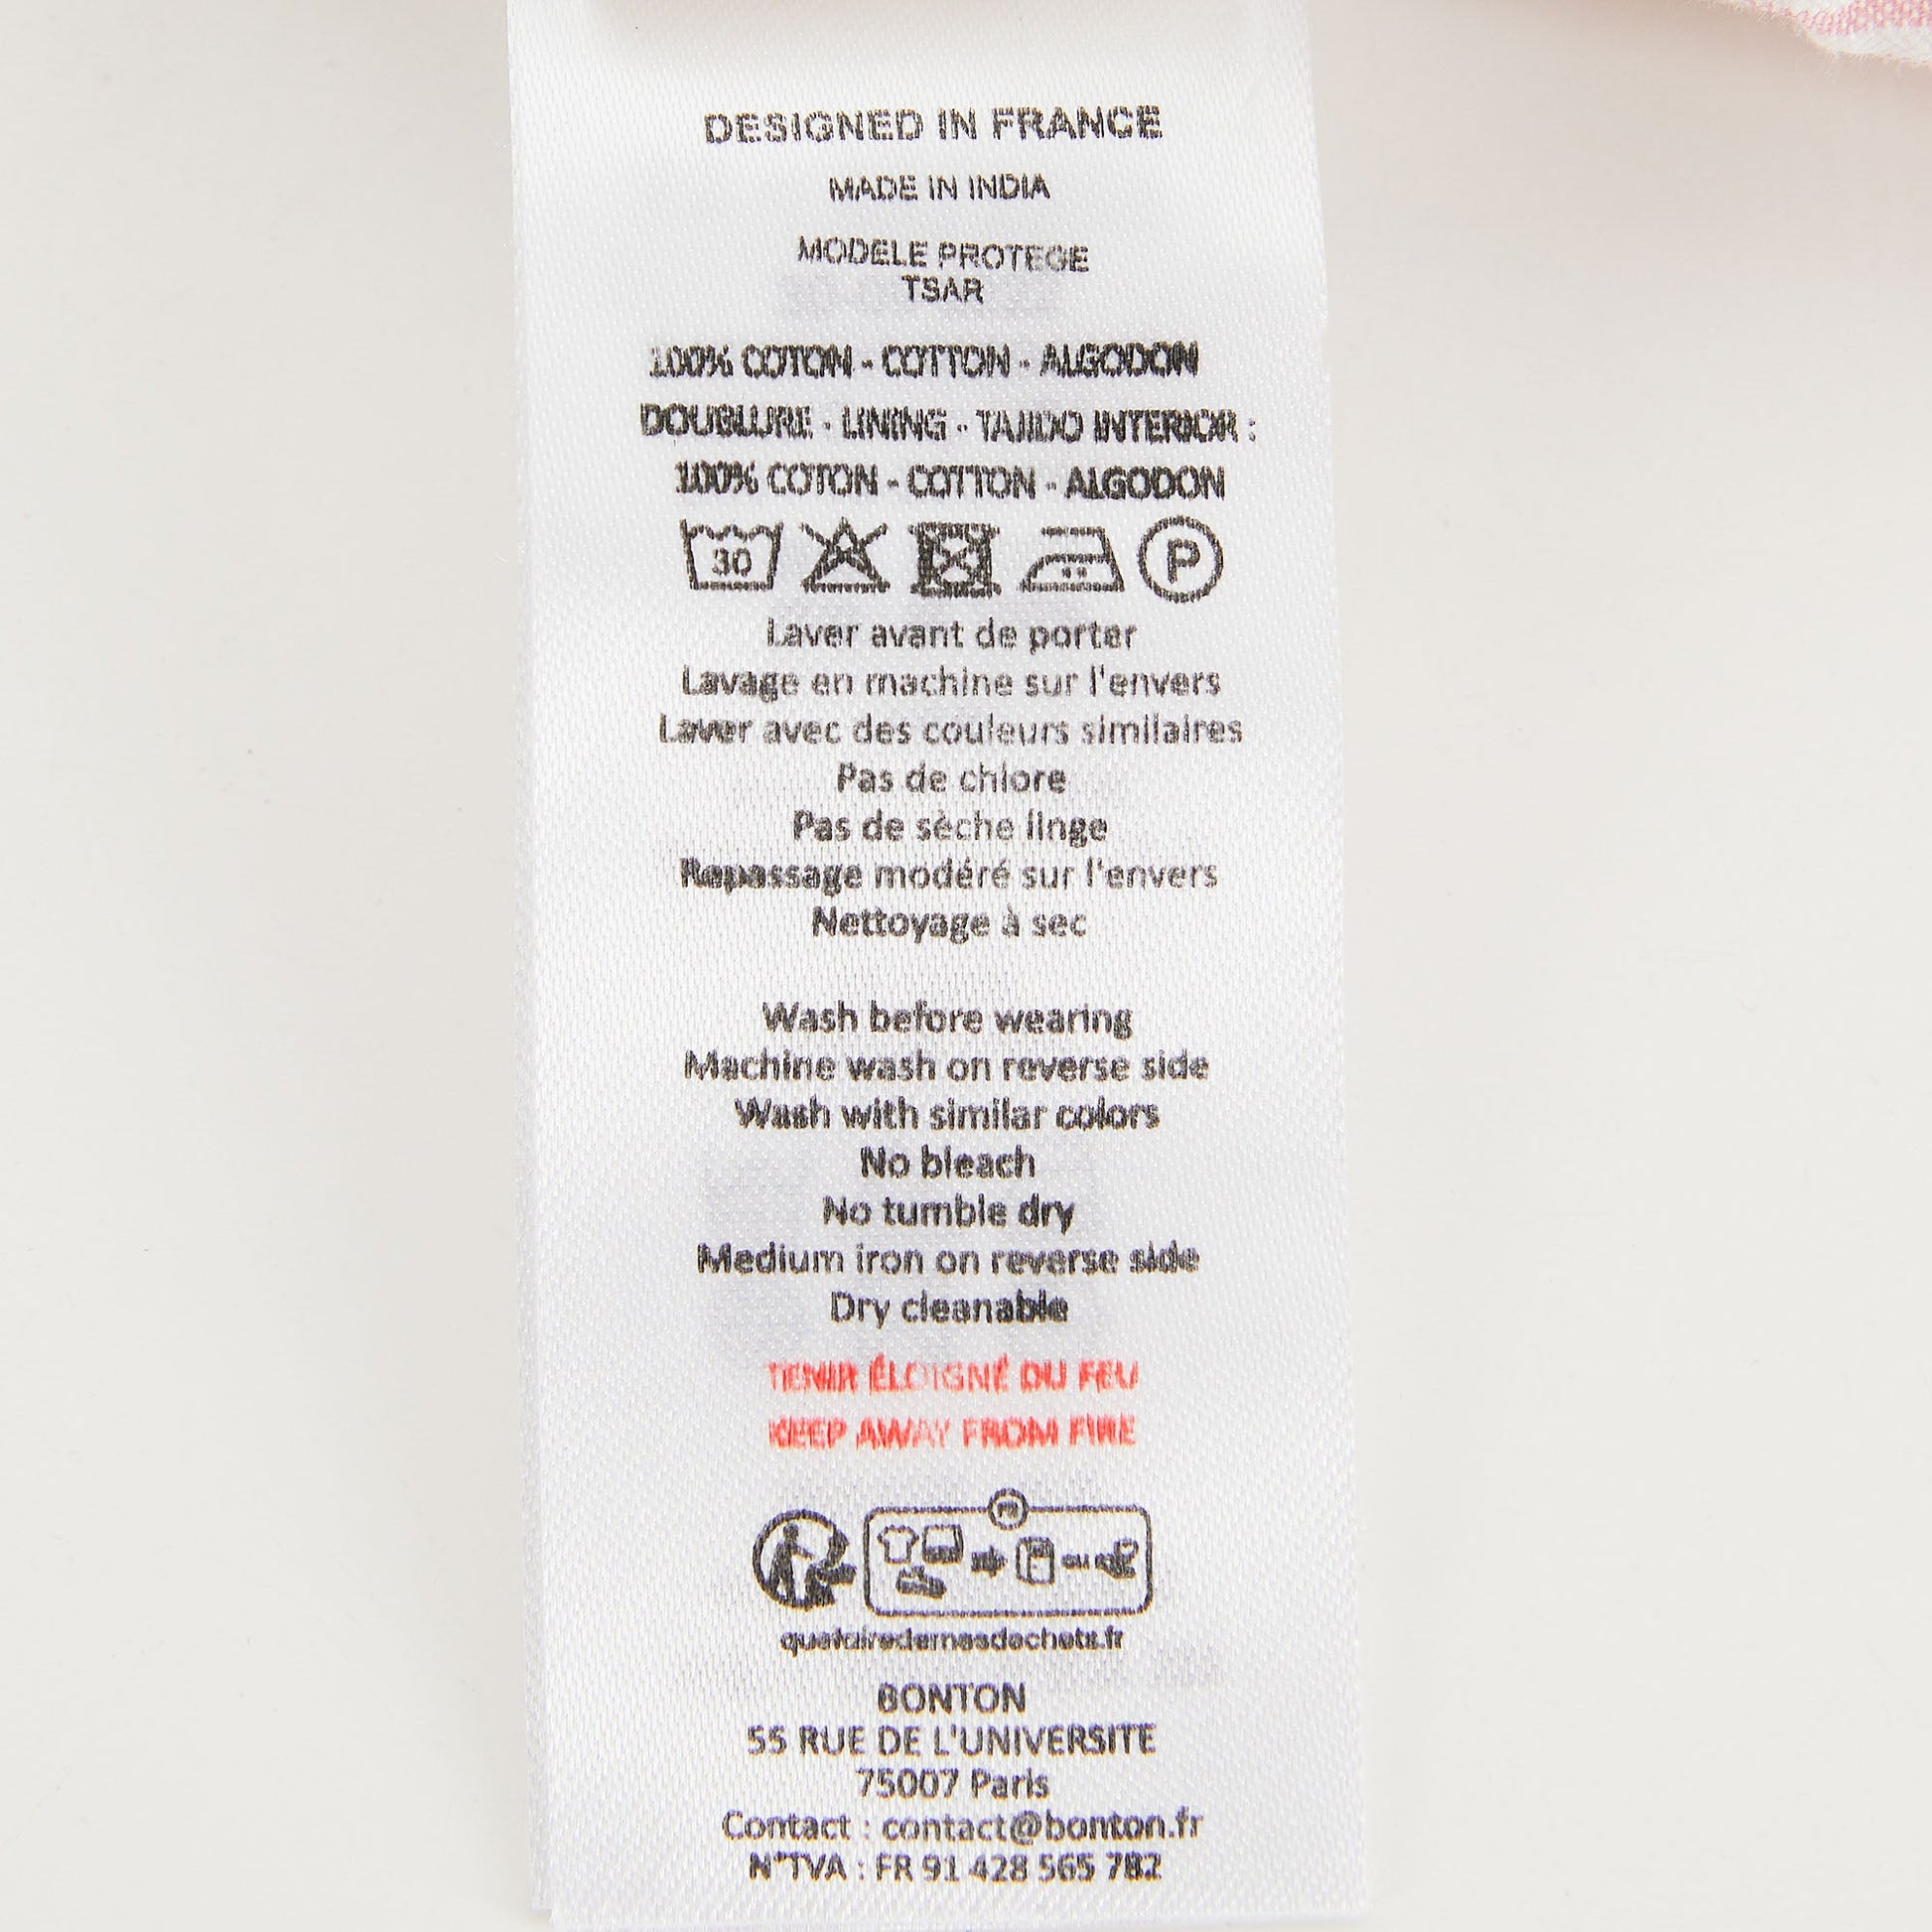 DESIGNED IN FRANCE
MADE IN INDIA
MODELE PROTEGE
TSAR
100% COTON - COTTON - ALGODON
DOUBLURE - LINING - TAJIDO INTERIOR :
100% COTON - COTTON - ALGODON
30 P
Laver avant de porter
Lavage en machine sur l'envers
Laver avec des couleurs similaires
Pas de chlore
Pas de sèche linge
Repassage modéré sur l'envers
Nettoyage à sec
Wash before wearing
Machine wash on reverse side
Wash with similar colors
No bleach
No tumble dry
Medium iron on reverse side
Dry cleanable
TENIR ÉLOIGNÉ DU FEU
KEEP AWAY FROM FIRE
FR
ou
quefairedemesdechets.fr
BONTON
55 RUE DE L'UNIVERSITE
75007 Paris
Contact : contact@bonton.fr
N°TVA : FR 91 428 565 782